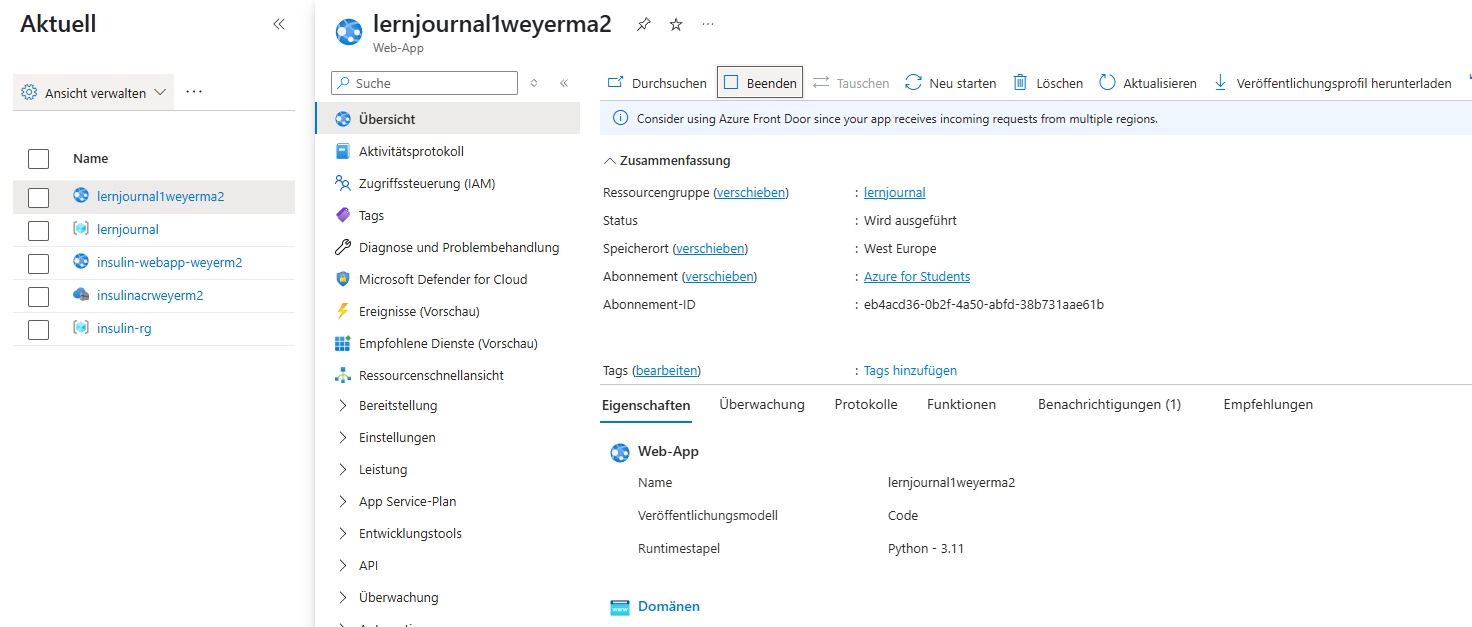 Aktuell
Ansicht verwalten
Name
lernjournal1weyerma2
lernjournal
insulin-webapp-weyerm2
insulinacrweyerm2
insulin-rg
lernjournal1weyerma2
Web-App
Suche
Übersicht
Aktivitätsprotokoll
Zugriffssteuerung (IAM)
Tags
Diagnose und Problembehandlung
Microsoft Defender for Cloud
Ereignisse (Vorschau)
Empfohlene Dienste (Vorschau)
Ressourcenschnellansicht
Bereitstellung
Einstellungen
Leistung
App Service-Plan
Entwicklungstools
API
Überwachung
Durchsuchen Beenden Tauschen Neu starten Löschen Aktualisieren Veröffentlichungsprofil herunterladen
Consider using Azure Front Door since your app receives incoming requests from multiple regions.
Zusammenfassung
Ressourcengruppe (verschieben) : lernjournal
Status : Wird ausgeführt
Speicherort (verschieben) : West Europe
Abonnement (verschieben) : Azure for Students
Abonnement-ID : eb4acd36-0b2f-4a50-abfd-38b731aae61b
Tags (bearbeiten) : Tags hinzufügen
Eigenschaften Überwachung Protokolle Funktionen Benachrichtigungen (1) Empfehlungen
Web-App
Name lernjournal1weyerma2
Veröffentlichungsmodell Code
Runtimestapel Python - 3.11
www
Domänen